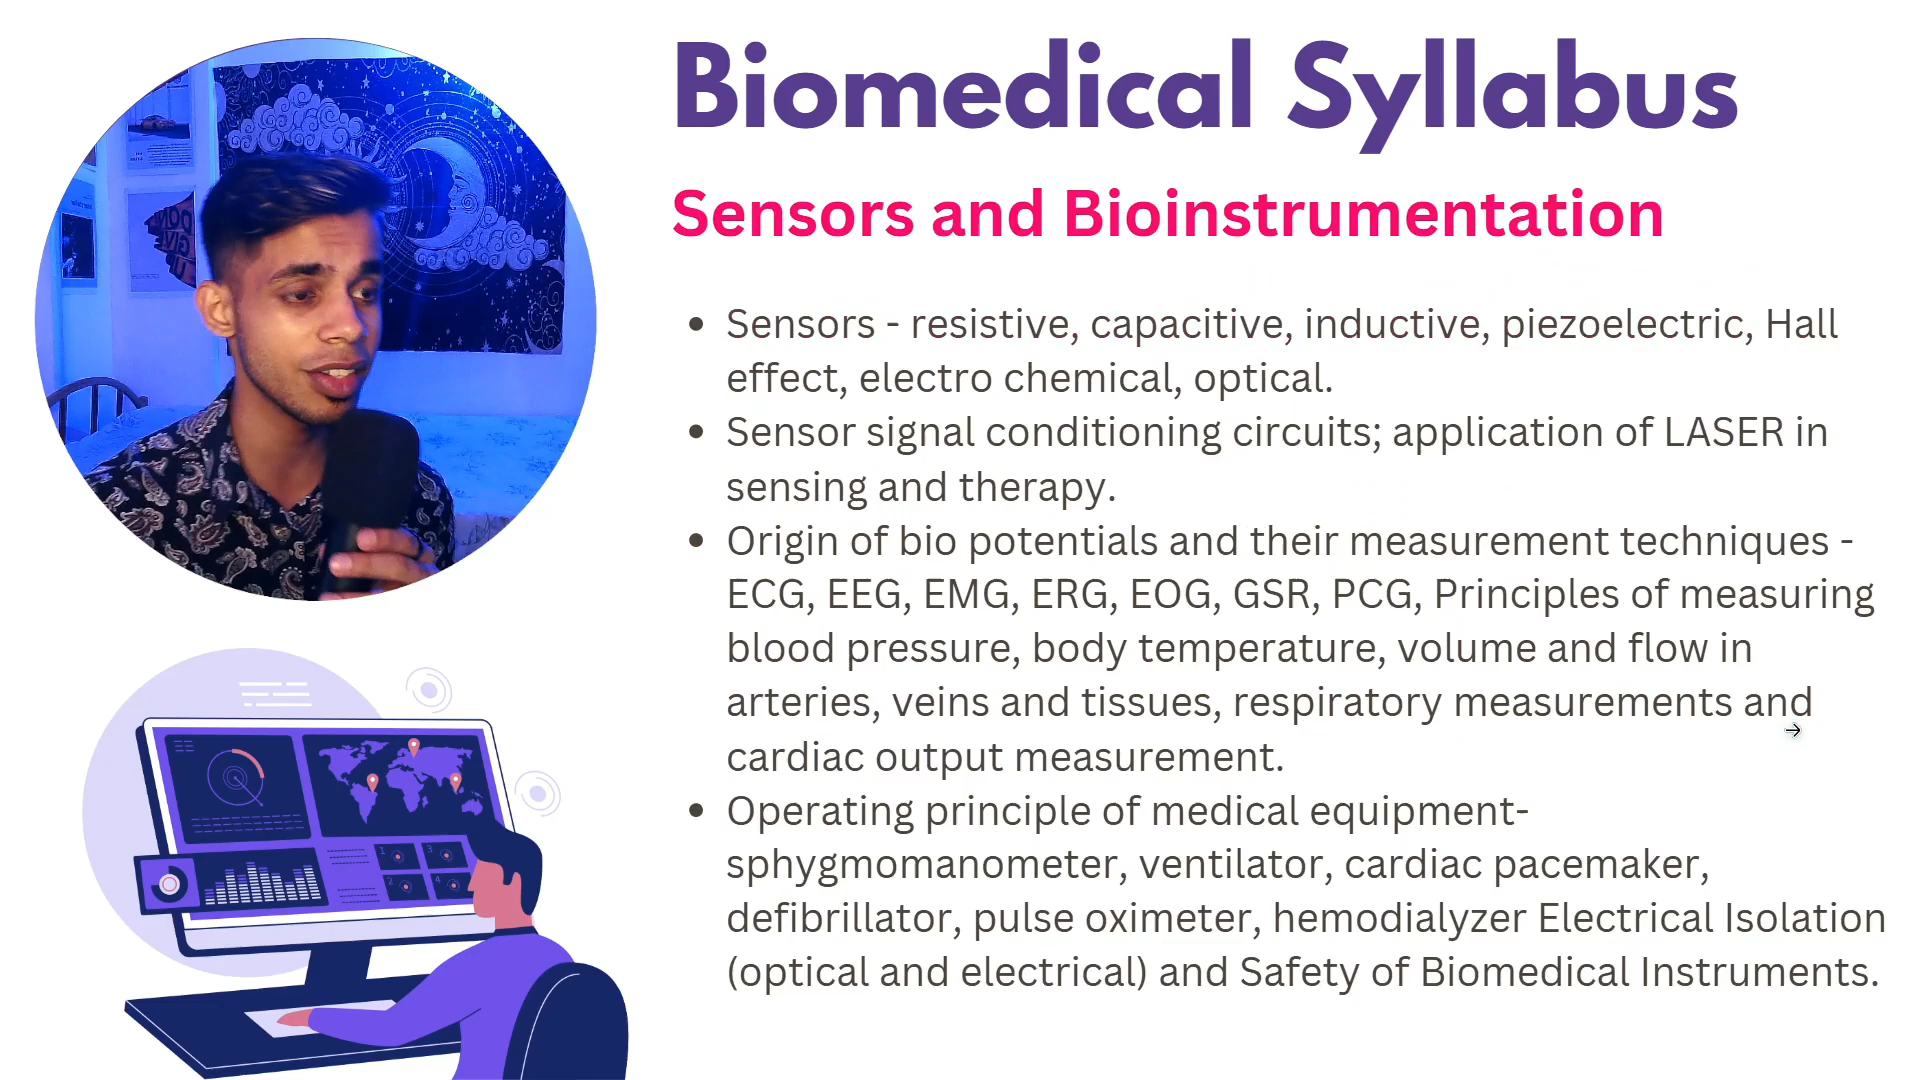 Biomedical Syllabus
Sensors and Bioinstrumentation
• Sensors - resistive, capacitive, inductive, piezoelectric, Hall
effect, electro chemical, optical.
• Sensor signal conditioning circuits; application of LASER in
sensing and therapy.
• Origin of bio potentials and their measurement techniques -
ECG, EEG, EMG, ERG, EOG, GSR, PCG, Principles of measuring
blood pressure, body temperature, volume and flow in
arteries, veins and tissues, respiratory measurements and
cardiac output measurement.
• Operating principle of medical equipment-
sphygmomanometer, ventilator, cardiac pacemaker,
defibrillator, pulse oximeter, hemodialyzer Electrical Isolation
(optical and electrical) and Safety of Biomedical Instruments.